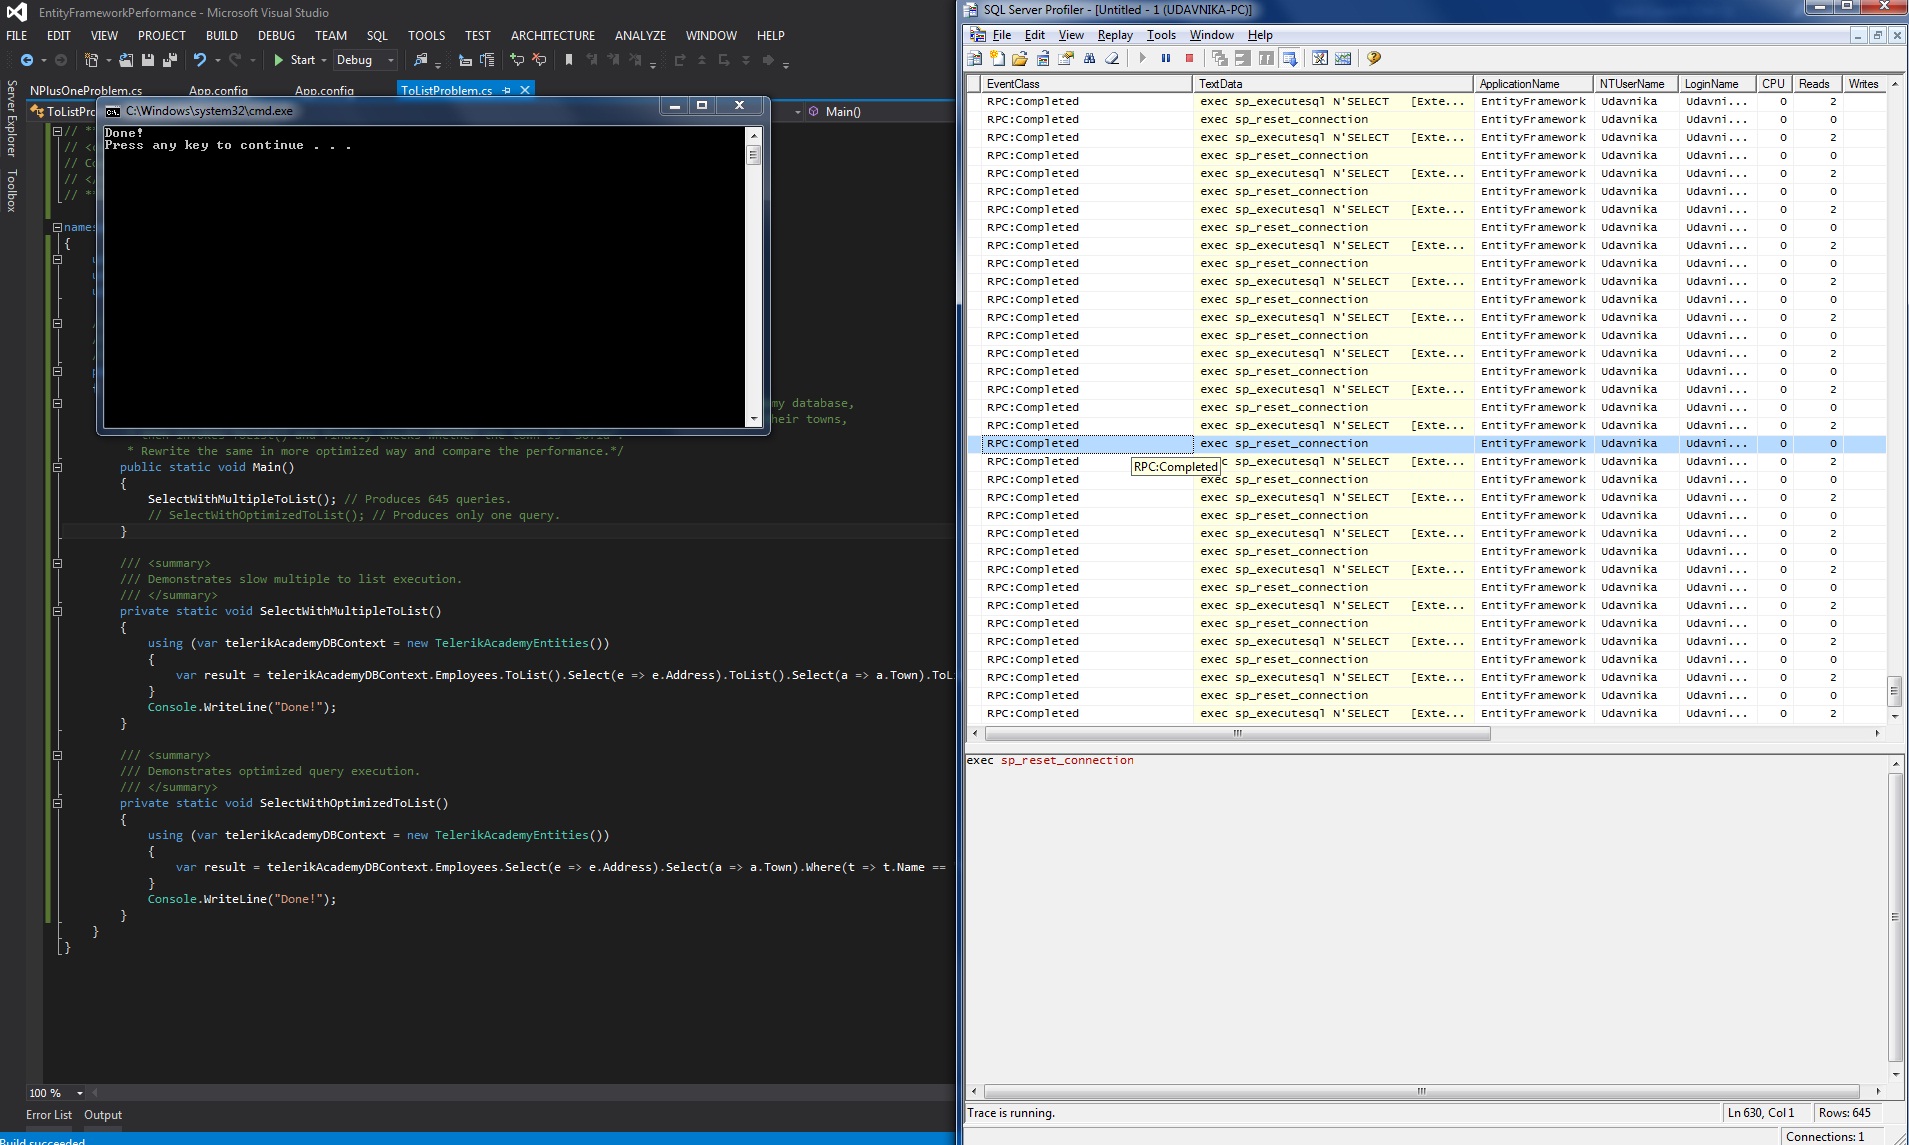 EntityFrameworkPerformance - Microsoft Visual Studio
FILE EDIT VIEW PROJECT BUILD DEBUG TEAM SQL TOOLS TEST ARCHITECTURE ANALYZE WINDOW HELP
Start Debug
Server Explorer
Toolbox
NPlusOneProblem.cs App.config App.config ToListProblem.cs
ToListPro Main()
C:\Windows\system32\cmd.exe
Done!
Press any key to continue . . .
// **
// <c
// Co
// </
// **
names
{
my database,
heir towns,
* Rewrite the same in more optimized way and compare the performance.*/
public static void Main()
{
SelectWithMultipleToList(); // Produces 645 queries.
// SelectWithOptimizedToList(); // Produces only one query.
}
/// <summary>
/// Demonstrates slow multiple to list execution.
/// </summary>
private static void SelectWithMultipleToList()
{
using (var telerikAcademyDBContext = new TelerikAcademyEntities())
{
var result = telerikAcademyDBContext.Employees.ToList().Select(e => e.Address).ToList().Select(a => a.Town).ToL
}
Console.WriteLine("Done!");
}
/// <summary>
/// Demonstrates optimized query execution.
/// </summary>
private static void SelectWithOptimizedToList()
{
using (var telerikAcademyDBContext = new TelerikAcademyEntities())
{
var result = telerikAcademyDBContext.Employees.Select(e => e.Address).Select(a => a.Town).Where(t => t.Name ==
}
Console.WriteLine("Done!");
}
}
}
100 %
Error List Output
Build succeeded
SQL Server Profiler - [Untitled - 1 (UDAVNIKA-PC)]
File Edit View Replay Tools Window Help
EventClass TextData ApplicationName NTUserName LoginName CPU Reads Writes
RPC:Completed exec sp_executesql N'SELECT [Exte... EntityFramework Udavnika Udavni... 0 2
RPC:Completed exec sp_reset_connection EntityFramework Udavnika Udavni... 0 0
RPC:Completed exec sp_executesql N'SELECT [Exte... EntityFramework Udavnika Udavni... 0 2
RPC:Completed exec sp_reset_connection EntityFramework Udavnika Udavni... 0 0
RPC:Completed exec sp_executesql N'SELECT [Exte... EntityFramework Udavnika Udavni... 0 2
RPC:Completed exec sp_reset_connection EntityFramework Udavnika Udavni... 0 0
RPC:Completed exec sp_executesql N'SELECT [Exte... EntityFramework Udavnika Udavni... 0 2
RPC:Completed exec sp_reset_connection EntityFramework Udavnika Udavni... 0 0
RPC:Completed exec sp_executesql N'SELECT [Exte... EntityFramework Udavnika Udavni... 0 2
RPC:Completed exec sp_reset_connection EntityFramework Udavnika Udavni... 0 0
RPC:Completed exec sp_executesql N'SELECT [Exte... EntityFramework Udavnika Udavni... 0 2
RPC:Completed exec sp_reset_connection EntityFramework Udavnika Udavni... 0 0
RPC:Completed exec sp_executesql N'SELECT [Exte... EntityFramework Udavnika Udavni... 0 2
RPC:Completed exec sp_reset_connection EntityFramework Udavnika Udavni... 0 0
RPC:Completed exec sp_executesql N'SELECT [Exte... EntityFramework Udavnika Udavni... 0 2
RPC:Completed exec sp_reset_connection EntityFramework Udavnika Udavni... 0 0
RPC:Completed exec sp_executesql N'SELECT [Exte... EntityFramework Udavnika Udavni... 0 2
RPC:Completed exec sp_reset_connection EntityFramework Udavnika Udavni... 0 0
RPC:Completed exec sp_executesql N'SELECT [Exte... EntityFramework Udavnika Udavni... 0 2
RPC:Completed exec sp_reset_connection EntityFramework Udavnika Udavni... 0 0
RPC:Completed RPC:Completed c sp_executesql N'SELECT [Exte... EntityFramework Udavnika Udavni... 0 2
RPC:Completed exec sp_reset_connection EntityFramework Udavnika Udavni... 0 0
RPC:Completed exec sp_executesql N'SELECT [Exte... EntityFramework Udavnika Udavni... 0 2
RPC:Completed exec sp_reset_connection EntityFramework Udavnika Udavni... 0 0
RPC:Completed exec sp_executesql N'SELECT [Exte... EntityFramework Udavnika Udavni... 0 2
RPC:Completed exec sp_reset_connection EntityFramework Udavnika Udavni... 0 0
RPC:Completed exec sp_executesql N'SELECT [Exte... EntityFramework Udavnika Udavni... 0 2
RPC:Completed exec sp_reset_connection EntityFramework Udavnika Udavni... 0 0
RPC:Completed exec sp_executesql N'SELECT [Exte... EntityFramework Udavnika Udavni... 0 2
RPC:Completed exec sp_reset_connection EntityFramework Udavnika Udavni... 0 0
RPC:Completed exec sp_executesql N'SELECT [Exte... EntityFramework Udavnika Udavni... 0 2
RPC:Completed exec sp_reset_connection EntityFramework Udavnika Udavni... 0 0
RPC:Completed exec sp_executesql N'SELECT [Exte... EntityFramework Udavnika Udavni... 0 2
RPC:Completed exec sp_reset_connection EntityFramework Udavnika Udavni... 0 0
RPC:Completed exec sp_executesql N'SELECT [Exte... EntityFramework Udavnika Udavni... 0 2
exec sp_reset_connection
Trace is running. Ln 630, Col 1 Rows: 645
Connections: 1